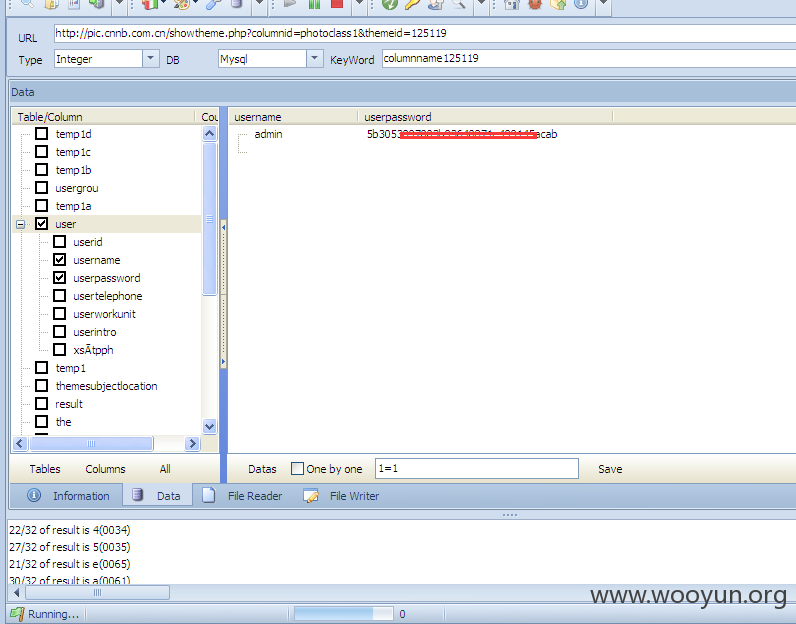 URL http://pic.cnnb.com.cn/showtheme.php?columnid=photoclass1&themeid=125119
Type Integer DB Mysql KeyWord columnname125119
Data
Table/Column Cou username userpassword
temp1d admin 5b305 acab
temp1c
temp1b
usergrou
temp1a
user
userid
username
userpassword
usertelephone
userworkunit
userintro
xsÃtpph
temp1
themesubjectlocation
result
the
Tables Columns All Datas One by one 1=1 Save
Information Data File Reader File Writer
22/32 of result is 4(0034)
27/32 of result is 5(0035)
21/32 of result is e(0065)
30/32 of result is a(0061)
www.wooyun.org
Running... 0